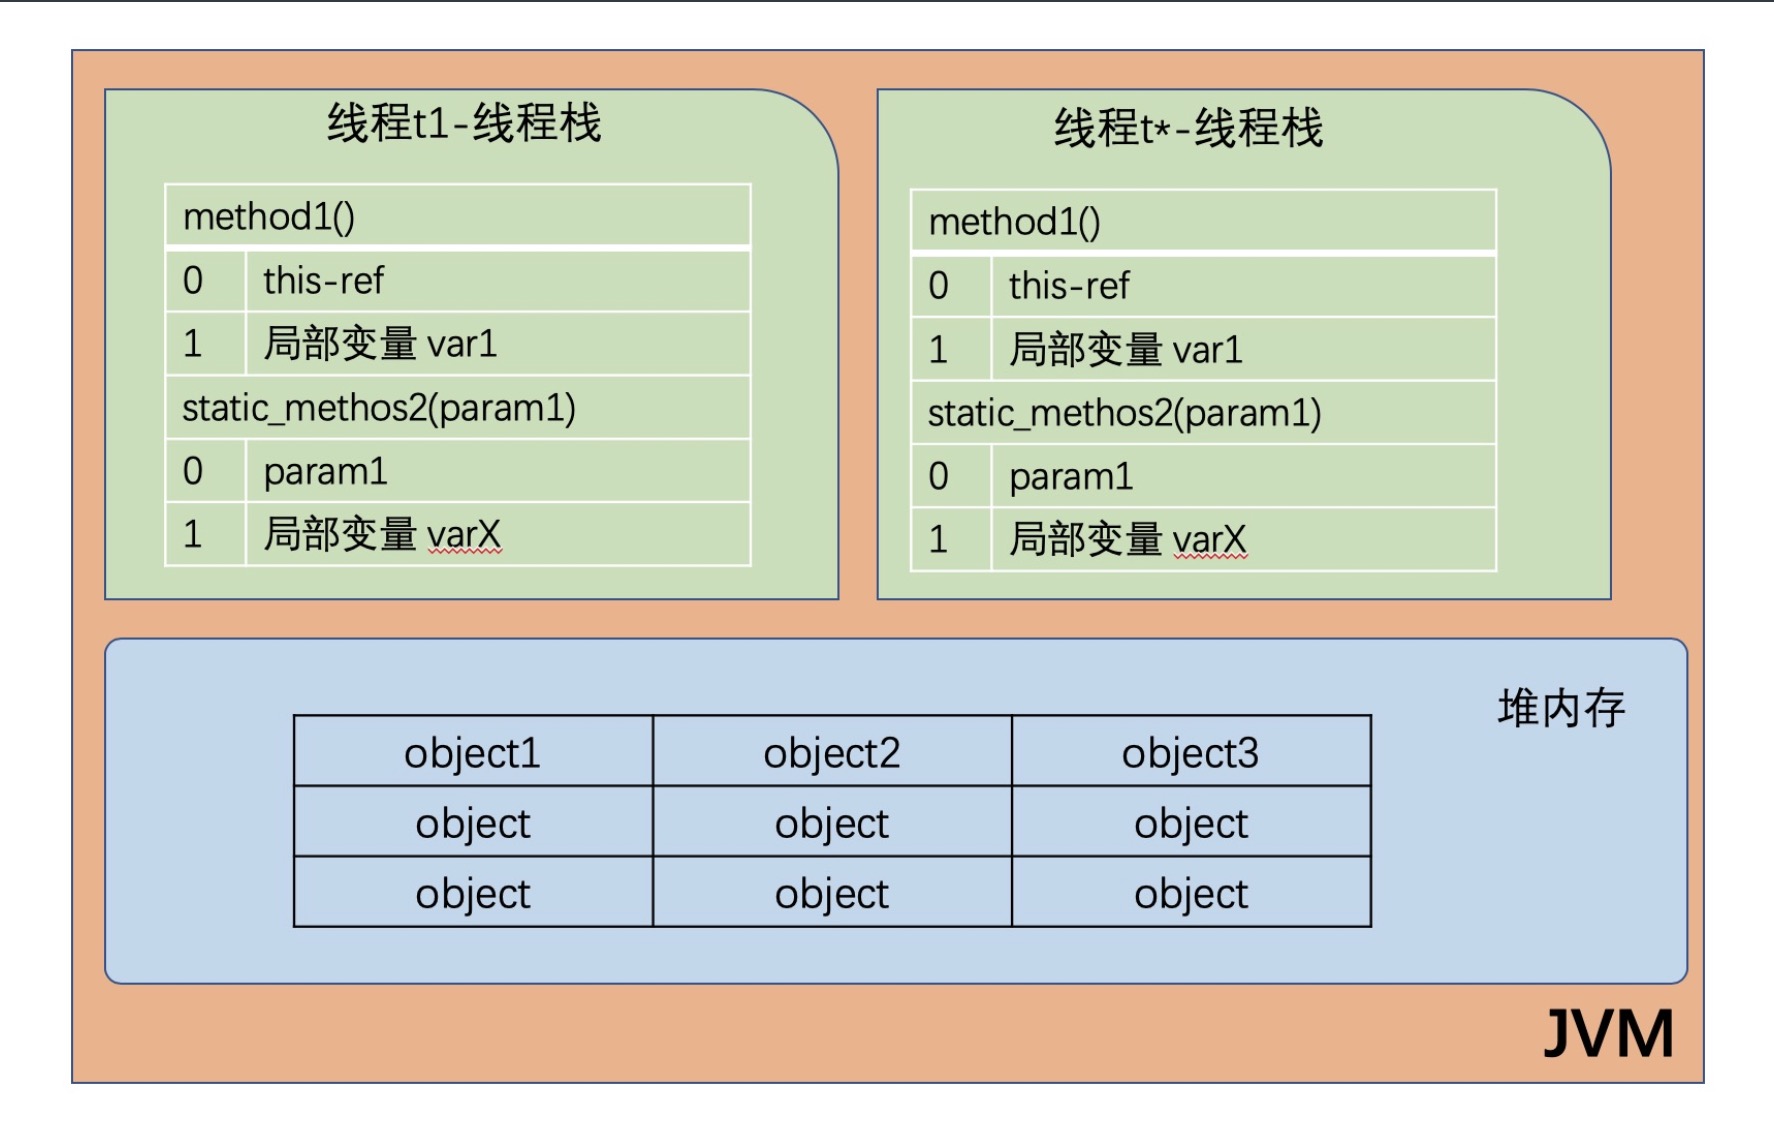 线程t1-线程栈
method1()
0 this-ref
1 局部变量 var1
static_methos2(param1)
0 param1
1 局部变量 varX
线程t*-线程栈
method1()
0 this-ref
1 局部变量 var1
static_methos2(param1)
0 param1
1 局部变量 varX
堆内存
object1 object2 object3
object object object
object object object
JVM